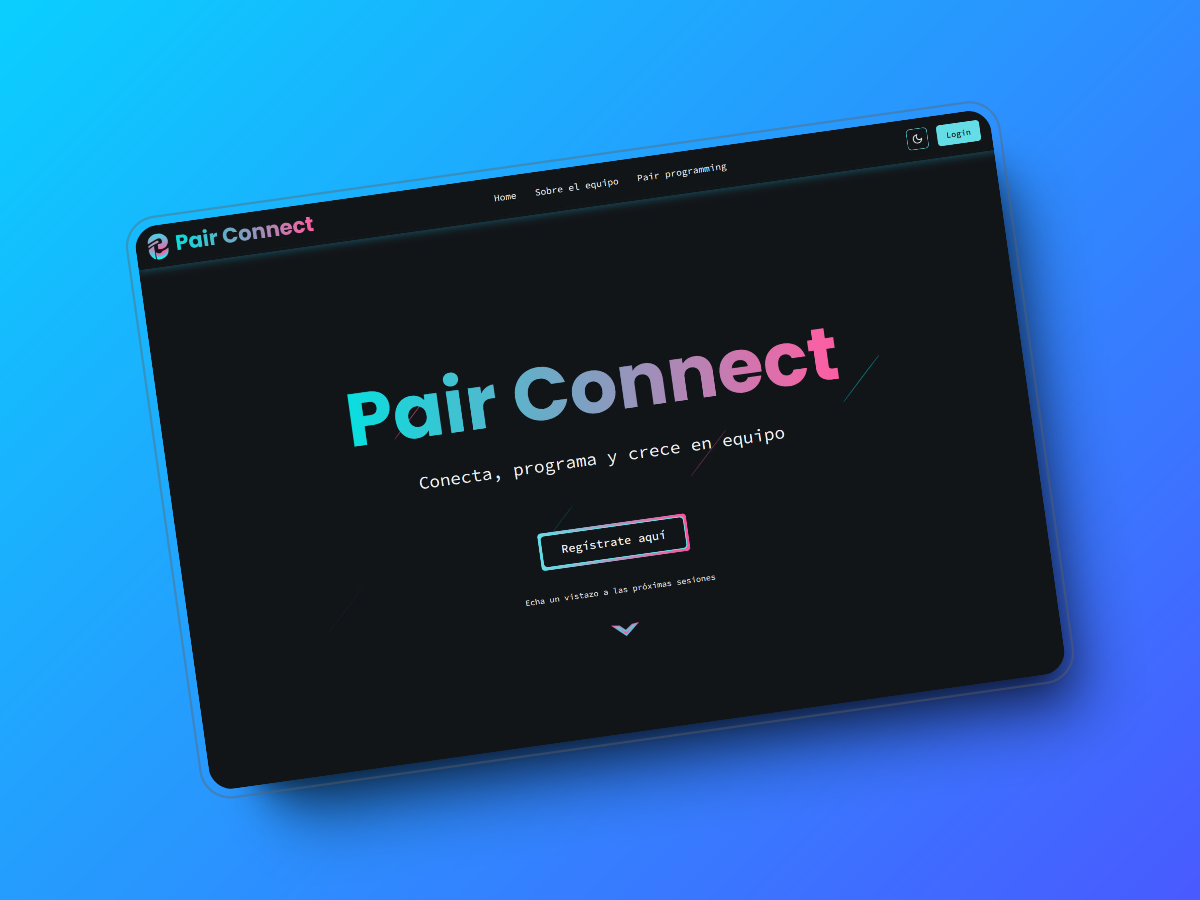 Pair Connect
Home
Sobre el equipo
Pair programming
Login
Pair Connect
Conecta, programa y crece en equipo
Regístrate aquí
Echa un vistazo a las próximas sesiones